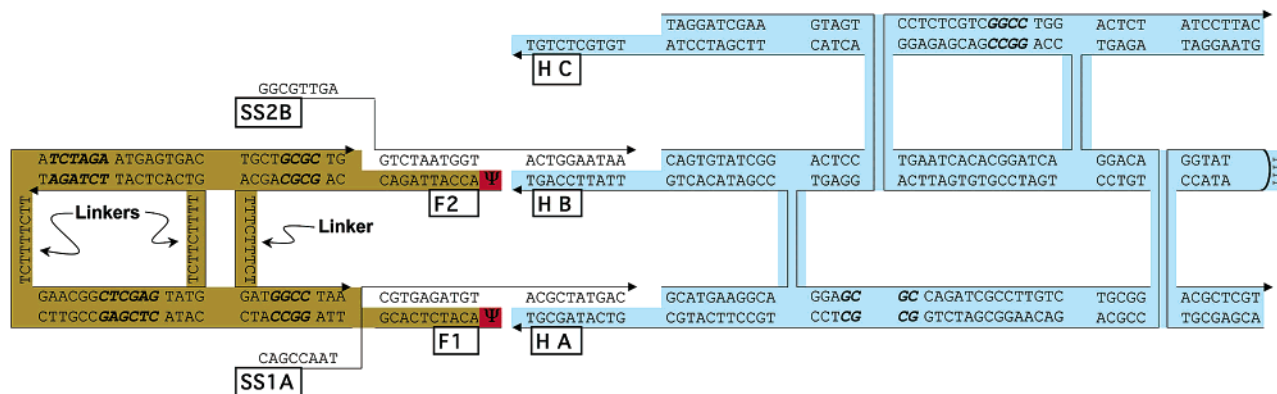 TAGGATCGAA GTAGT CCTCTCGTCGGCC TGG ACTCT ATCCTTAC
TGTCTCGTGT ATCCTAGCTT CATCA GGAGAGCAGCCGG ACC TGAGA TAGGAATG
H C
GGCGTTGA
SS2B
ATCTAGA ATGAGTGAC TGCTGCGC TG GTCTAATGGT ACTGGAATAA CAGTGTATCGG ACTCC TGAATCACACGGATCA GGACA GGTAT
TAGATCT TACTCACTG ACGACGCG AC CAGATTACCA Ψ TGACCTTATT GTCACATAGCC TGAGG ACTTAGTGTGCCTAGT CCTGT CCATA
F2 H B
TCTTTTCTT Linkers TCTTCTTTT TTTCTTTCT Linker
GAACGGCTCGAG TATG GATGGCC TAA CGTGAGATGT ACGCTATGAC GCATGAAGGCA GGAGC GC CAGATCGCCTTGTC TGCGG ACGCTCGT
CTTGCCGAGCTC ATAC CTACCGG ATT GCACTCTACA Ψ TGCGATACTG CGTACTTCCGT CCTCG CG GTCTAGCGGAACAG ACGCC TGCGAGCA
F1 H A
CAGCCAAT
SS1A